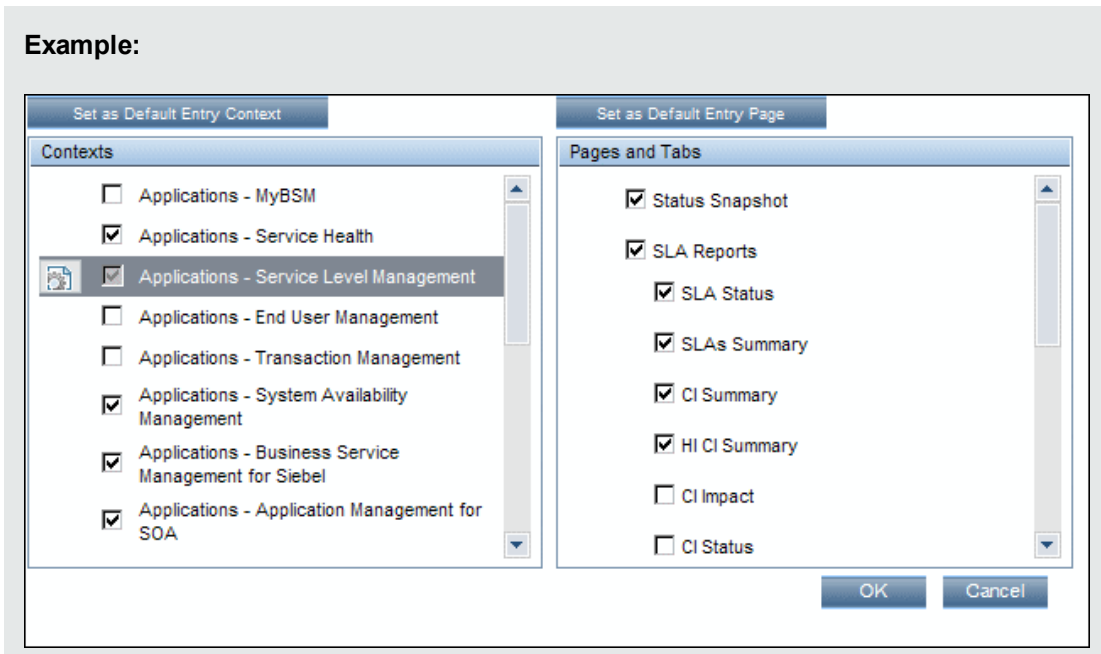 Example:
Set as Default Entry Context
Contexts
Applications - MyBSM
Applications - Service Health
Applications - Service Level Management
Applications - End User Management
Applications - Transaction Management
Applications - System Availability
Management
Applications - Business Service
Management for Siebel
Applications - Application Management for
SOA
Set as Default Entry Page
Pages and Tabs
Status Snapshot
SLA Reports
SLA Status
SLAs Summary
CI Summary
HI CI Summary
CI Impact
CI Status
OK
Cancel